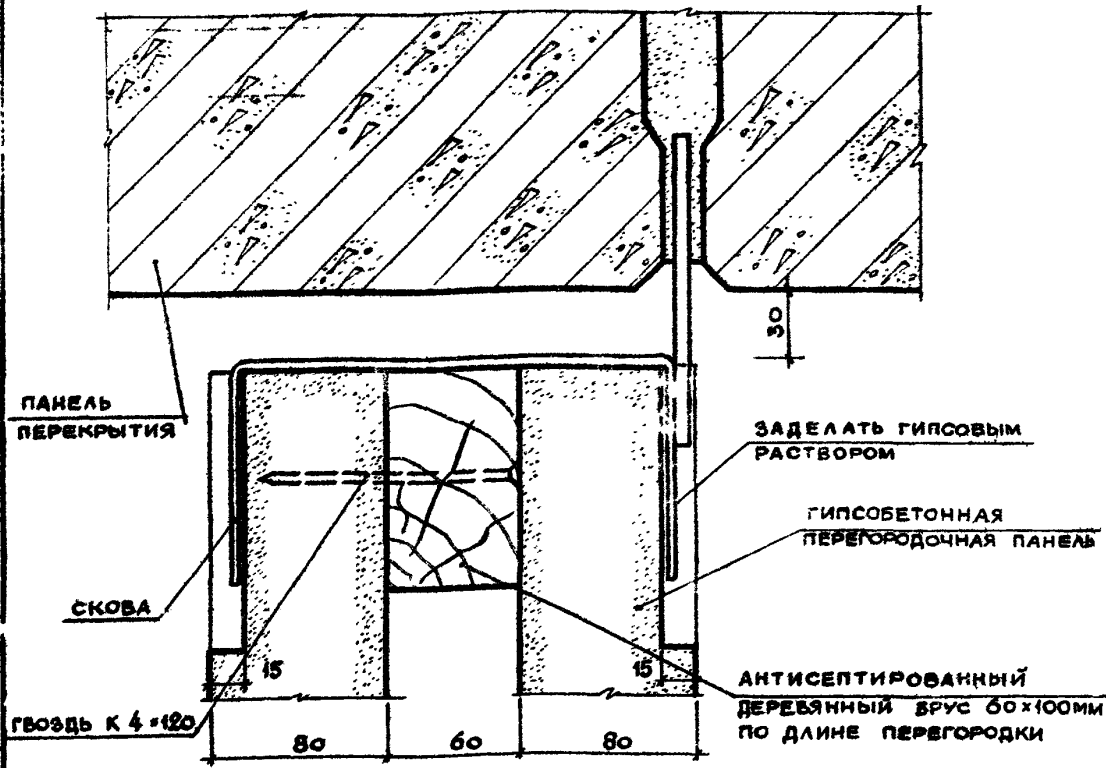 30
ПАНЕЛЬ
ПЕРЕКРЫТИЯ
ЗАДЕЛАТЬ ГИПСОВЫМ
РАСТВОРОМ
ГИПСОБЕТОННАЯ
ПЕРЕГОРОДОЧНАЯ ПАНЕЛЬ
СКОБА
15
15
АНТИСЕПТИРОВАННЫЙ
ДЕРЕВЯННЫЙ БРУС 60×100ММ
ПО ДЛИНЕ ПЕРЕГОРОДКИ
ГВОЗДЬ К 4×120
80
60
80